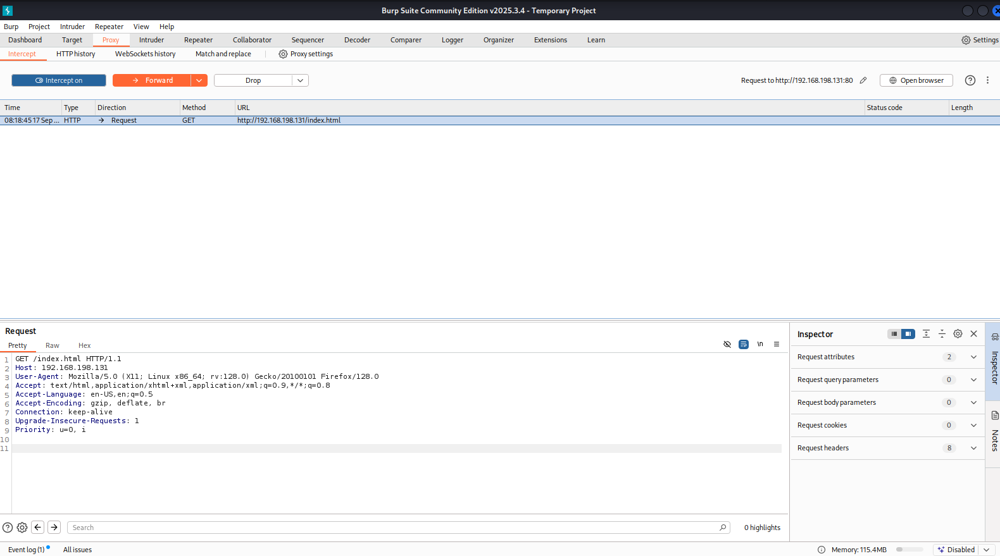 Burp Suite Community Edition v2025.3.4 - Temporary Project
Burp Project Intruder Repeater View Help
Dashboard Target Proxy Intruder Repeater Collaborator Sequencer Decoder Comparer Logger Organizer Extensions Learn Settings
Intercept HTTP history WebSockets history Match and replace Proxy settings
Intercept on Forward Drop Request to http://192.168.198.131:80 Open browser
Time Type Direction Method URL Status code Length
08:18:45 17 Sep ... HTTP Request GET http://192.168.198.131/index.html
Request
Pretty Raw Hex \n
1 GET /index.html HTTP/1.1
2 Host: 192.168.198.131
3 User-Agent: Mozilla/5.0 (X11; Linux x86_64; rv:128.0) Gecko/20100101 Firefox/128.0
4 Accept: text/html,application/xhtml+xml,application/xml;q=0.9,*/*;q=0.8
5 Accept-Language: en-US,en;q=0.5
6 Accept-Encoding: gzip, deflate, br
7 Connection: keep-alive
8 Upgrade-Insecure-Requests: 1
9 Priority: u=0, i
10
11
Search 0 highlights
Inspector
Request attributes 2
Request query parameters 0
Request body parameters 0
Request cookies 0
Request headers 8
Inspector
Notes
Event log (1) All issues Memory: 115.4MB Disabled